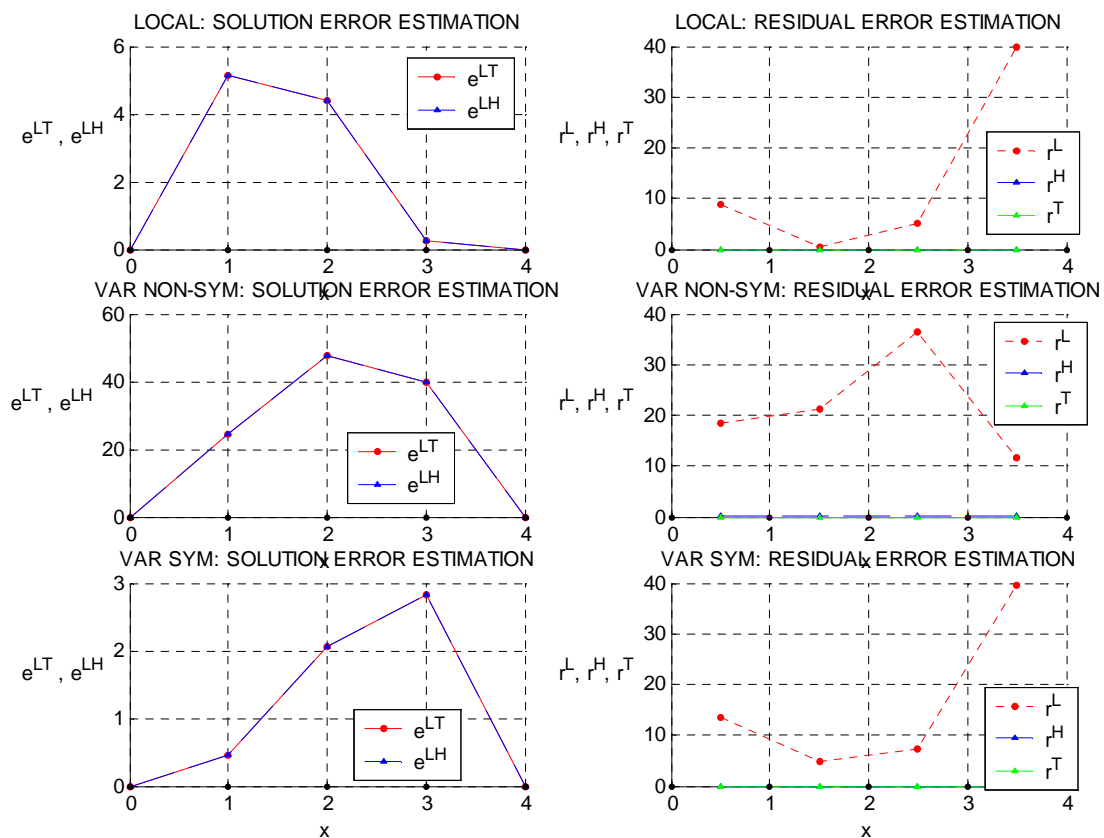 LOCAL: SOLUTION ERROR ESTIMATION
6
4
2
0
e^LT , e^LH
e^LT
e^LH
0 1 2 3 4
x
LOCAL: RESIDUAL ERROR ESTIMATION
40
30
20
10
0
r^L, r^H, r^T
r^L
r^H
r^T
0 1 2 3 4
x
VAR NON-SYM: SOLUTION ERROR ESTIMATION
60
40
20
0
e^LT , e^LH
e^LT
e^LH
0 1 2 3 4
x
VAR NON-SYM: RESIDUAL ERROR ESTIMATION
40
30
20
10
0
r^L, r^H, r^T
r^L
r^H
r^T
0 1 2 3 4
x
VAR SYM: SOLUTION ERROR ESTIMATION
3
2
1
0
e^LT , e^LH
e^LT
e^LH
0 1 2 3 4
x
VAR SYM: RESIDUAL ERROR ESTIMATION
40
30
20
10
0
r^L, r^H, r^T
r^L
r^H
r^T
0 1 2 3 4
x